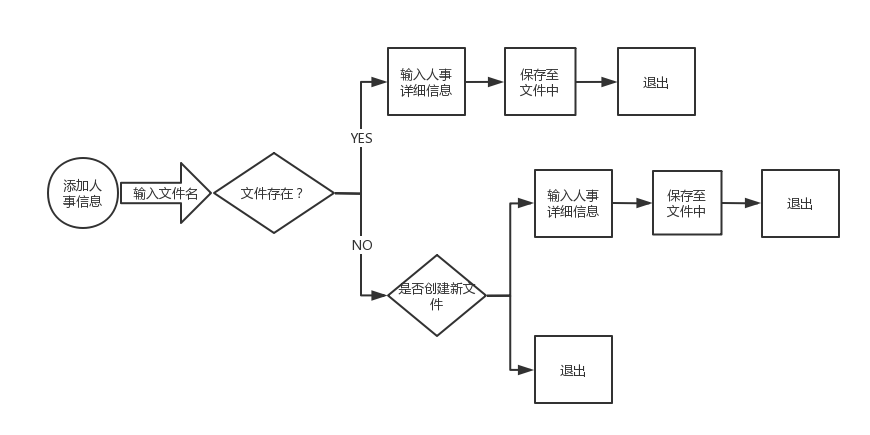 输入人事
详细信息
保存至
文件中
退出
YES
添加人
事信息
输入文件名
文件存在？
输入人事
详细信息
保存至
文件中
退出
NO
是否创建新文
件
退出